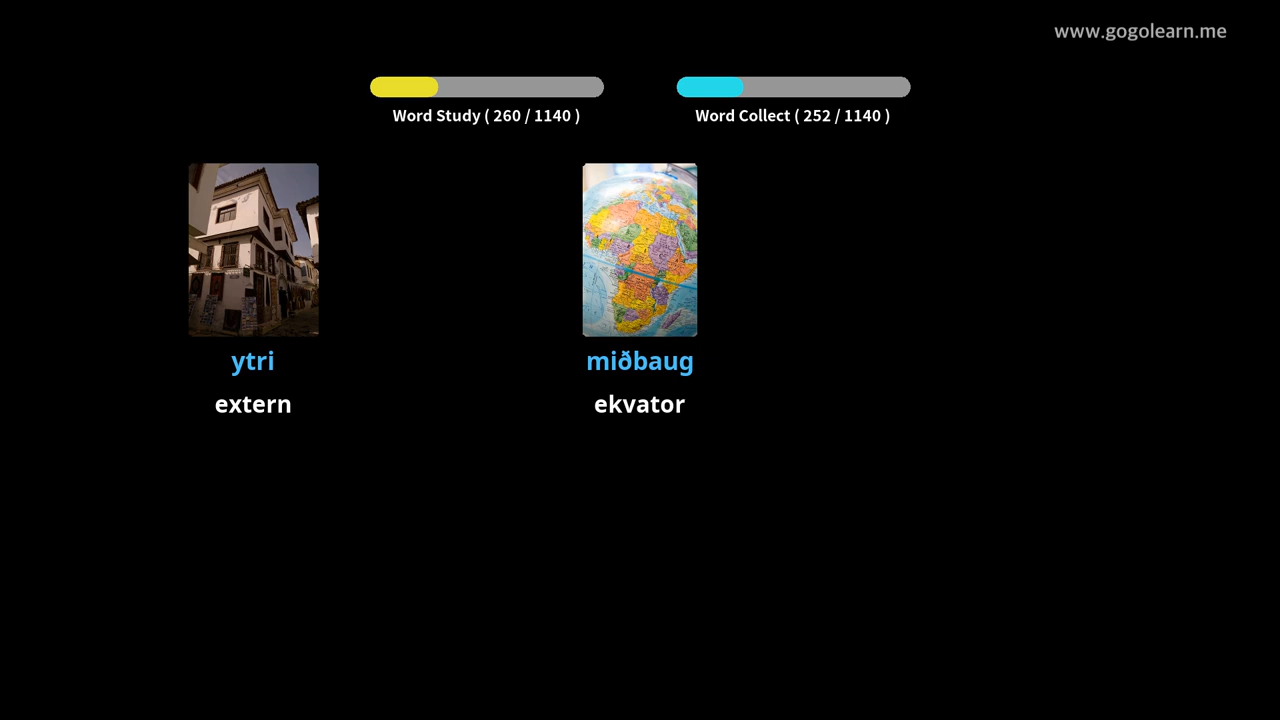 www.gogolearn.me
Word Study ( 260 / 1140 )
Word Collect ( 252 / 1140 )
ytri
miðbaug
extern
ekvator